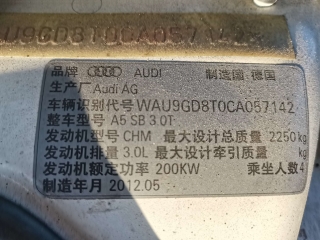 AU9GD8T0CA057142
品牌 AUDI 制造国 德国
生产厂 Audi AG
车辆识别代号 WAU9GD8T0CA057142
整车型号 A5 SB 3.0T
发动机型号 CHM 最大设计总质量 2250kg
发动机排量 3.0L 最大设计牵引质量 kg
发动机额定功率 200KW 乘坐人数 4
制造年月 2012.05